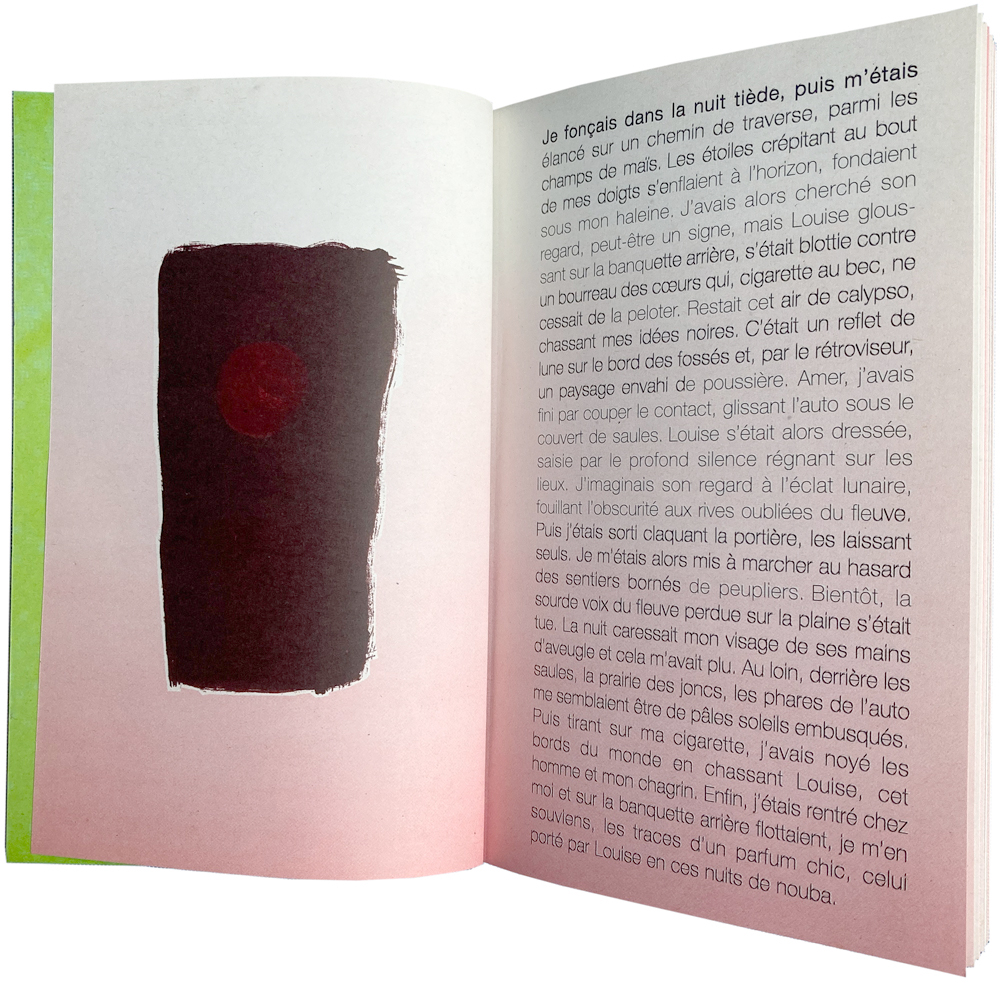 Je fonçais dans la nuit tiède, puis m’étais
élancé sur un chemin de traverse, parmi les
champs de maïs. Les étoiles crépitant au bout
de mes doigts s’enflaient à l’horizon, fondaient
sous mon haleine. J’avais alors cherché son
regard, peut-être un signe, mais Louise glous-
sant sur la banquette arrière, s’était blottie contre
un bourreau des cœurs qui, cigarette au bec, ne
cessait de la peloter. Restait cet air de calypso,
chassant mes idées noires. C’était un reflet de
lune sur le bord des fossés et, par le rétroviseur,
un paysage envahi de poussière. Amer, j’avais
fini par couper le contact, glissant l’auto sous le
couvert de saules. Louise s’était alors dressée,
saisie par le profond silence régnant sur les
lieux. J’imaginais son regard à l’éclat lunaire,
fouillant l’obscurité aux rives oubliées du fleuve.
Puis j’étais sorti claquant la portière, les laissant
seuls. Je m’étais alors mis à marcher au hasard
des sentiers bornés de peupliers. Bientôt, la
sourde voix du fleuve perdue sur la plaine s’était
tue. La nuit caressait mon visage de ses mains
d’aveugle et cela m’avait plu. Au loin, derrière les
saules, la prairie des joncs, les phares de l’auto
me semblaient être de pâles soleils embusqués.
Puis tirant sur ma cigarette, j’avais noyé les
bords du monde en chassant Louise, cet
homme et mon chagrin. Enfin, j’étais rentré chez
moi et sur la banquette arrière flottaient, je m’en
souviens, les traces d’un parfum chic, celui
porté par Louise en ces nuits de nouba.